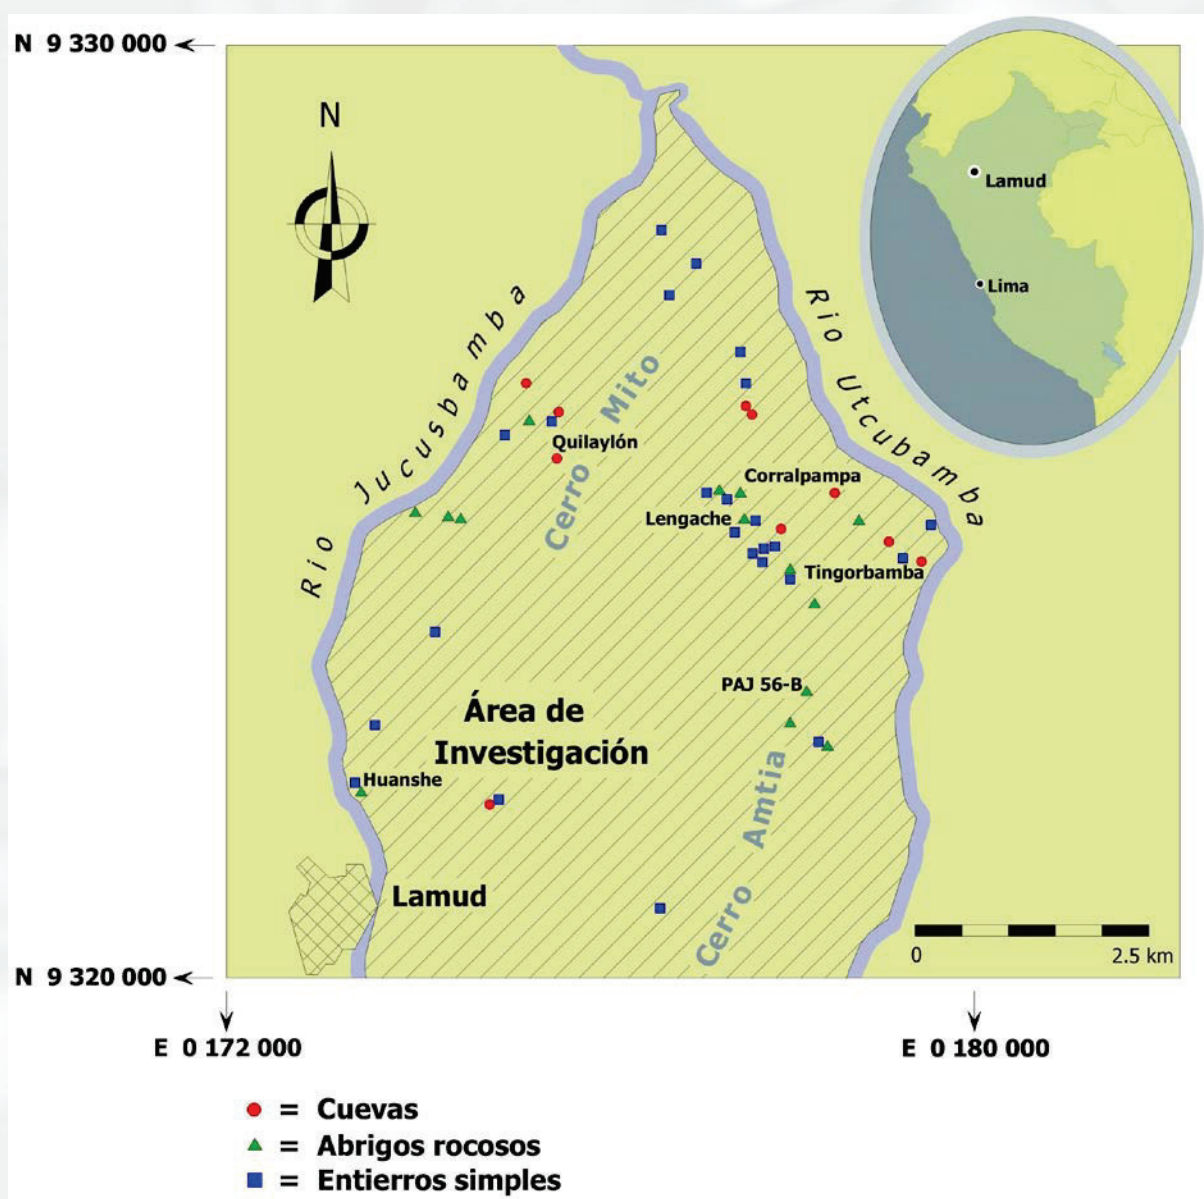 N 9 330 000
N
Lamud
Lima
Rio Jucusbamba
Rio Utcubamba
Cerro Mito
Quilaylón
Corralpampa
Lengache
Tingorbamba
PAJ 56-B
Área de
Investigación
Huanshe
Cerro Amtia
Lamud
0 2.5 km
N 9 320 000
E 0 172 000
E 0 180 000
= Cuevas
= Abrigos rocosos
= Entierros simples